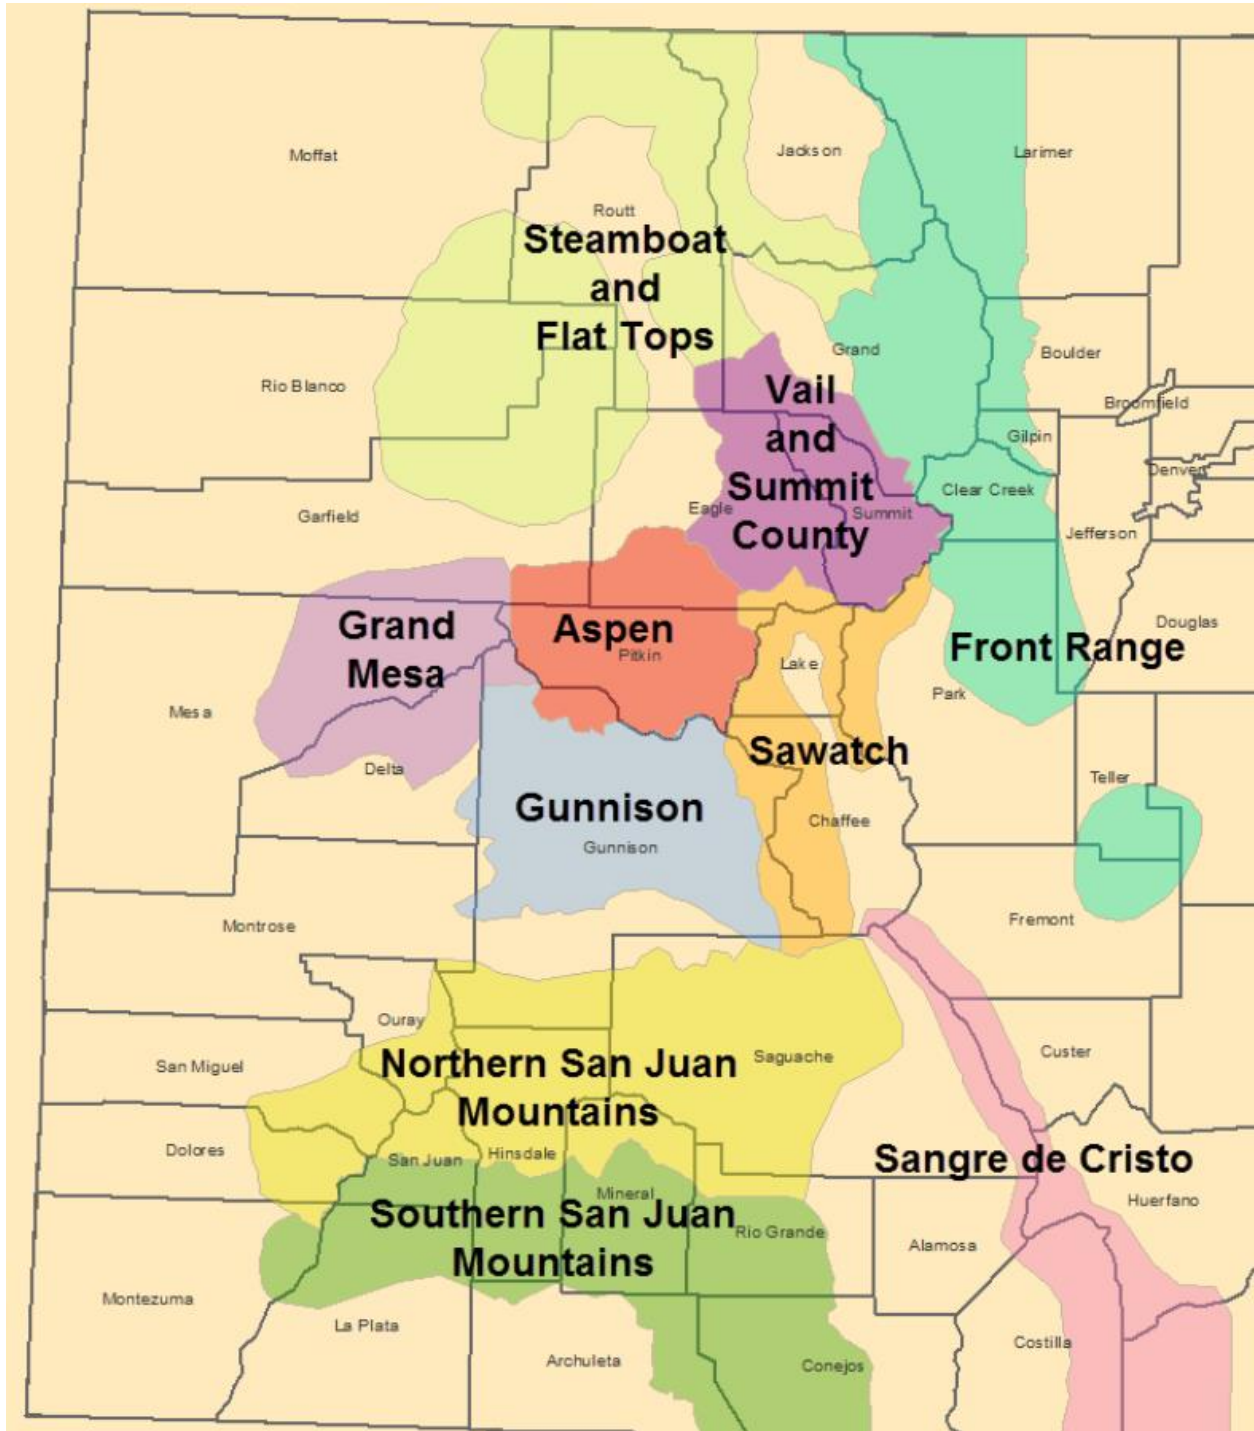 Moffat
Jackson
Larimer
Routt
Steamboat
and
Flat Tops
Rio Blanco
Grand
Boulder
Vail
and
Summit
County
Broomfield
Gilpin
Denver
Clear Creek
Eagle
Summit
Garfield
Jefferson
Grand
Mesa
Aspen
Pitkin
Lake
Front Range
Douglas
Mesa
Park
Delta
Sawatch
Teller
Gunnison
Gunnison
Chaffee
Montrose
Fremont
Ouray
San Miguel
Northern San Juan
Mountains
Saguache
Custer
Dolores
San Juan
Hinsdale
Sangre de Cristo
Mineral
Huerfano
Southern San Juan
Mountains
Rio Grande
Alamosa
Montezuma
La Plata
Archuleta
Conejos
Costilla